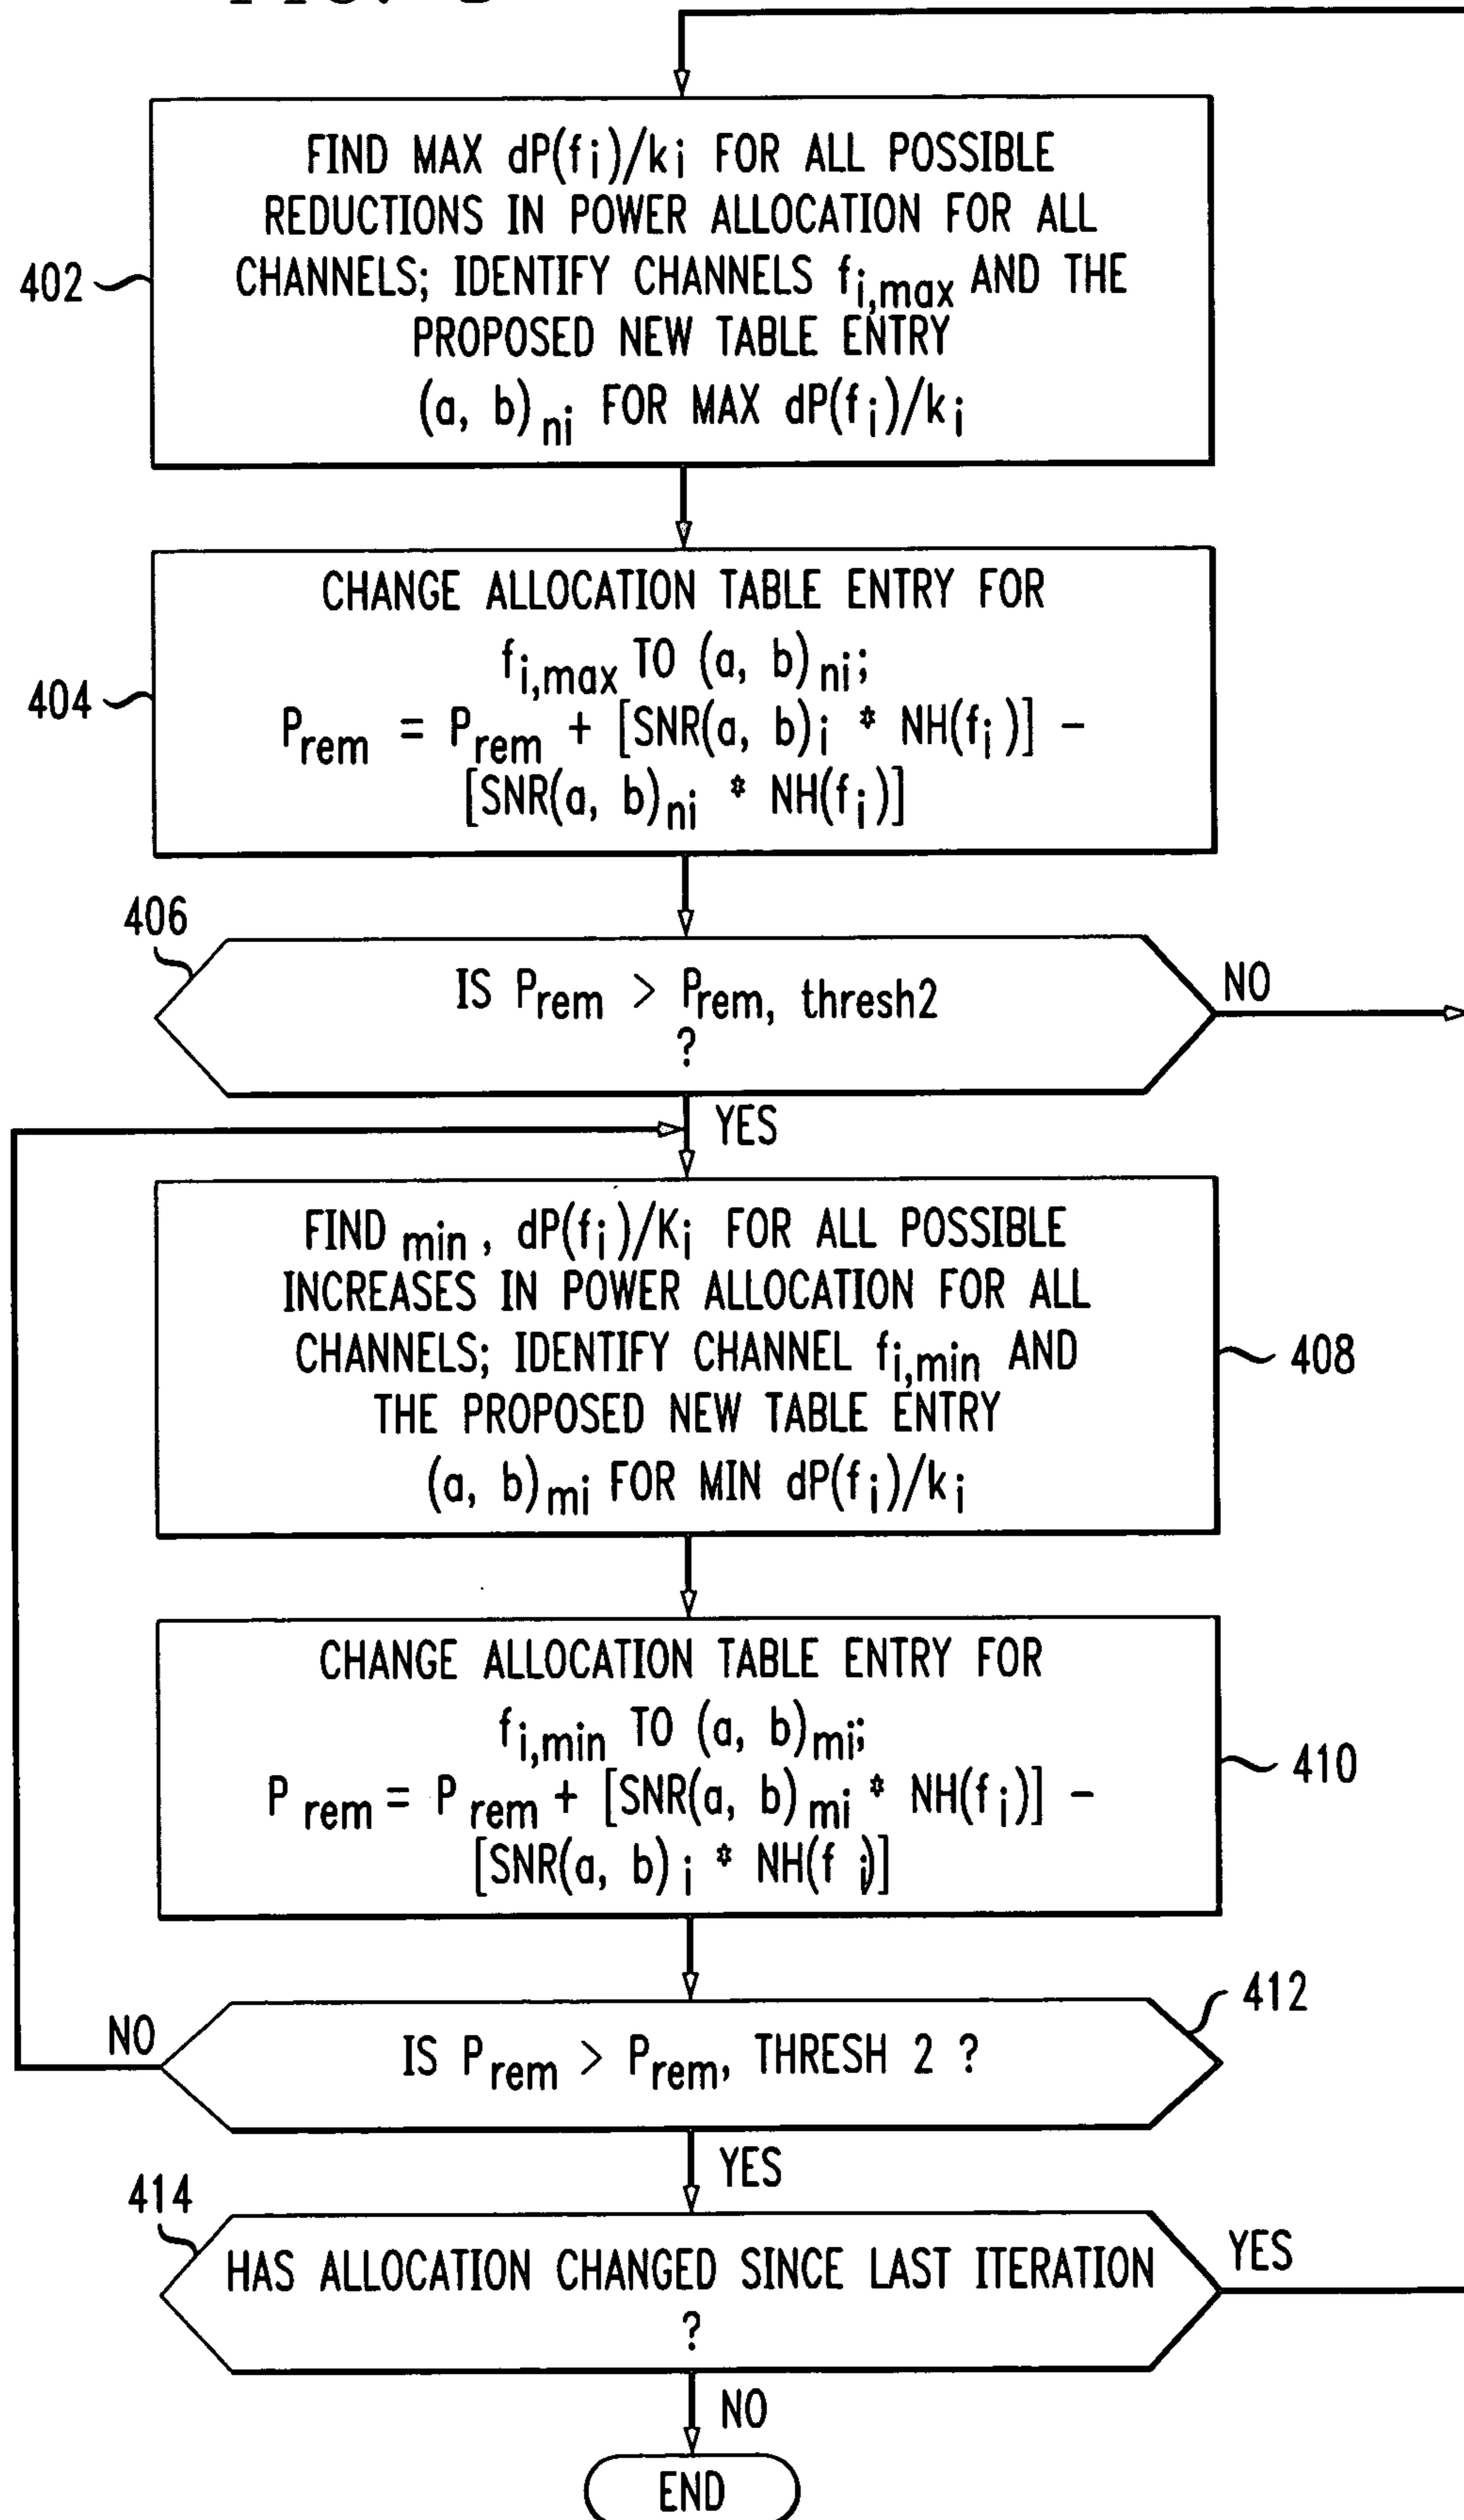 402
FIND MAX dP(fi)/ki FOR ALL POSSIBLE
REDUCTIONS IN POWER ALLOCATION FOR ALL
CHANNELS; IDENTIFY CHANNELS fi,max AND THE
PROPOSED NEW TABLE ENTRY
(a, b)ni FOR MAX dP(fi)/ki
404
CHANGE ALLOCATION TABLE ENTRY FOR
fi,max TO (a, b)ni;
Prem = Prem + [SNR(a, b)i * NH(fi)] -
[SNR(a, b)ni * NH(fi)]
406
IS Prem > Prem, thresh2
?
NO
YES
FIND min, dP(fi)/Ki FOR ALL POSSIBLE
INCREASES IN POWER ALLOCATION FOR ALL
CHANNELS; IDENTIFY CHANNEL fi,min AND
THE PROPOSED NEW TABLE ENTRY
(a, b)mi FOR MIN dP(fi)/ki
408
CHANGE ALLOCATION TABLE ENTRY FOR
fi,min TO (a, b)mi;
P rem = P rem + [SNR(a, b)mi * NH(fi)] -
[SNR(a, b)i * NH(fi)]
410
412
NO
IS Prem > Prem, THRESH 2 ?
YES
414
HAS ALLOCATION CHANGED SINCE LAST ITERATION
?
YES
NO
END